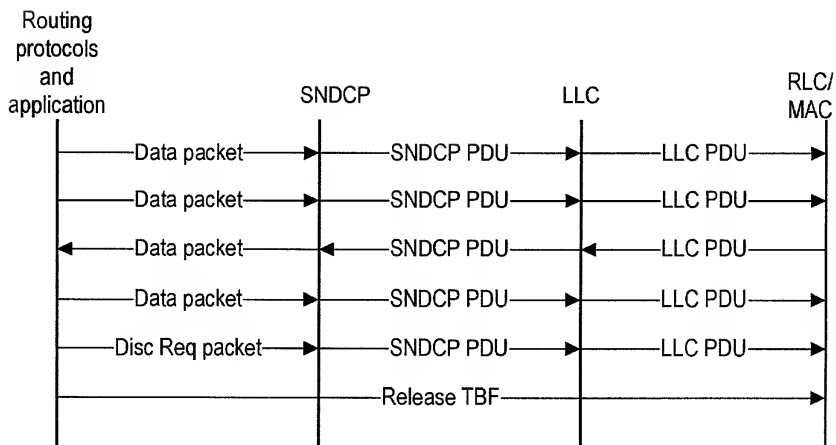 Routing
protocols
and
application
SNDCP
LLC
RLC/
MAC
Data packet
SNDCP PDU
LLC PDU
Data packet
SNDCP PDU
LLC PDU
Data packet
SNDCP PDU
LLC PDU
Data packet
SNDCP PDU
LLC PDU
Disc Req packet
SNDCP PDU
LLC PDU
Release TBF